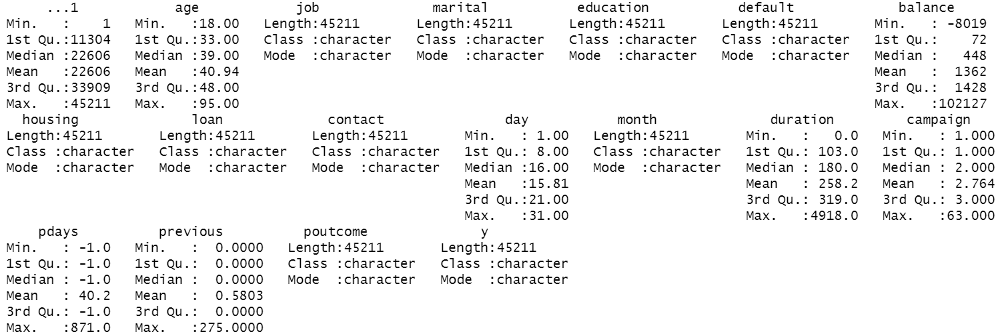 ...1            age            job              marital           education           default             balance
Min.   :    1   Min.   :18.00   Length:45211       Length:45211       Length:45211       Length:45211       Min.   : -8019
1st Qu.:11304   1st Qu.:33.00   Class :character   Class :character   Class :character   Class :character   1st Qu.:    72
Median :22606   Median :39.00   Mode  :character   Mode  :character   Mode  :character   Mode  :character   Median :   448
Mean   :22606   Mean   :40.94                                                                               Mean   :  1362
3rd Qu.:33909   3rd Qu.:48.00                                                                               3rd Qu.:  1428
Max.   :45211   Max.   :95.00                                                                               Max.   :102127
  housing              loan             contact               day           month              duration         campaign
Length:45211       Length:45211       Length:45211       Min.   : 1.00   Length:45211       Min.   :   0.0   Min.   : 1.000
Class :character   Class :character   Class :character   1st Qu.: 8.00   Class :character   1st Qu.: 103.0   1st Qu.: 1.000
Mode  :character   Mode  :character   Mode  :character   Median :16.00   Mode  :character   Median : 180.0   Median : 2.000
                                                         Mean   :15.81                      Mean   : 258.2   Mean   : 2.764
                                                         3rd Qu.:21.00                      3rd Qu.: 319.0   3rd Qu.: 3.000
                                                         Max.   :31.00                      Max.   :4918.0   Max.   :63.000
    pdays          previous          poutcome              y
Min.   : -1.0   Min.   :  0.0000   Length:45211       Length:45211
1st Qu.: -1.0   1st Qu.:  0.0000   Class :character   Class :character
Median : -1.0   Median :  0.0000   Mode  :character   Mode  :character
Mean   : 40.2   Mean   :  0.5803
3rd Qu.: -1.0   3rd Qu.:  0.0000
Max.   :871.0   Max.   :275.0000